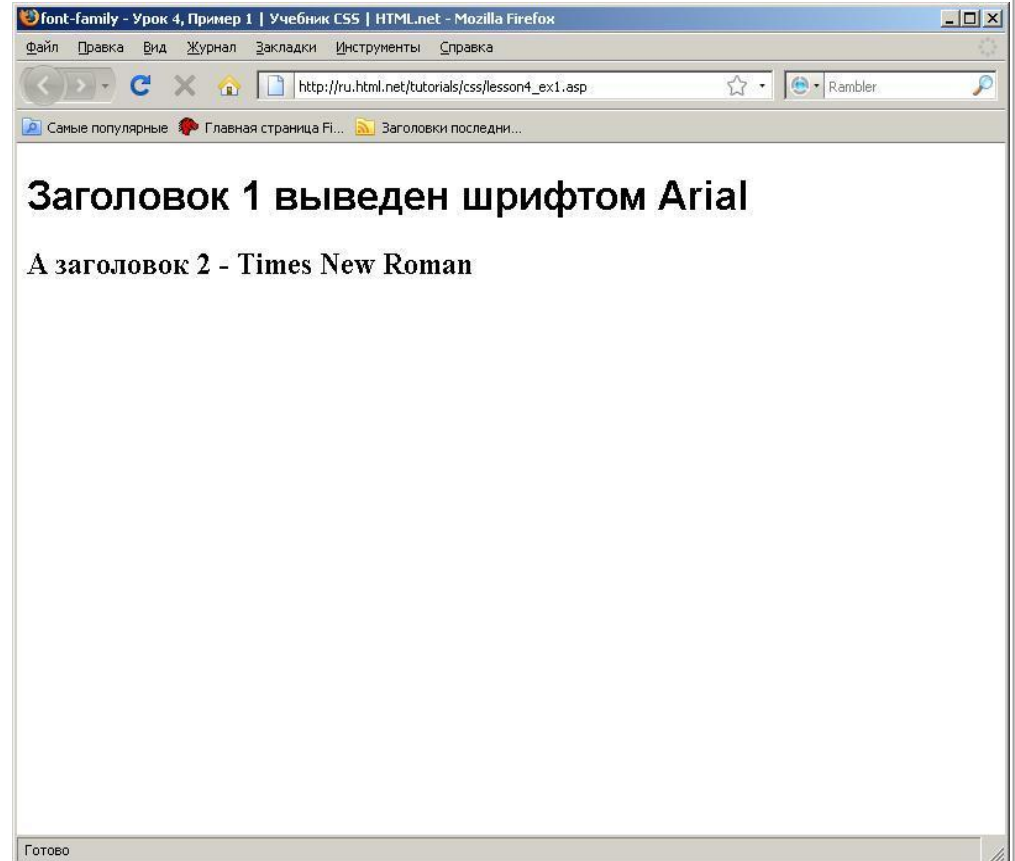 font-family - Урок 4, Пример 1 | Учебник CSS | HTML.net - Mozilla Firefox
Файл Правка Вид Журнал Закладки Инструменты Справка
http://ru.html.net/tutorials/css/lesson4_ex1.asp Rambler
Самые популярные Главная страница Fi... Заголовки последни...
Заголовок 1 выведен шрифтом Arial
А заголовок 2 - Times New Roman
Готово